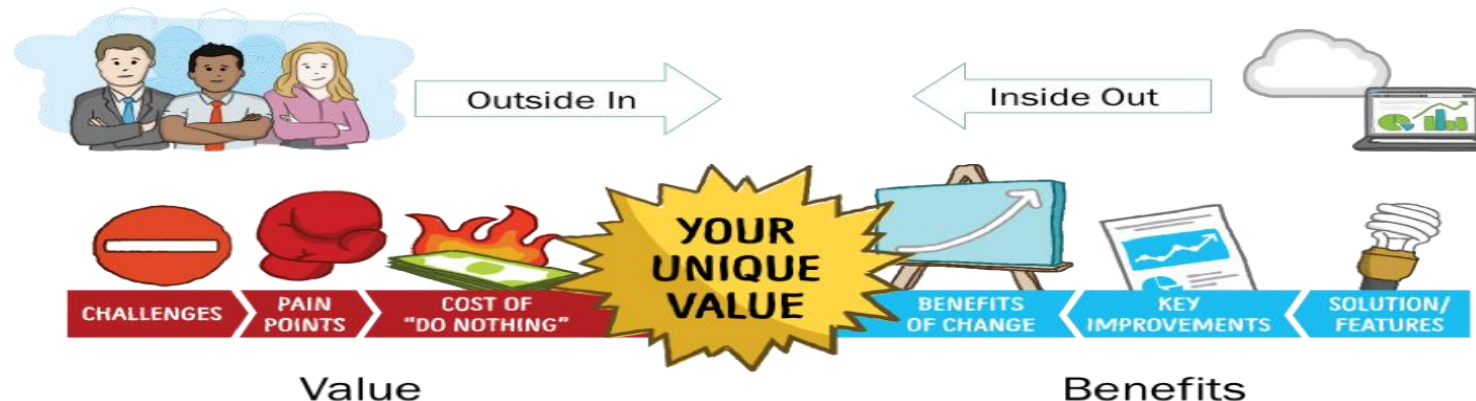 Outside In
Inside Out
YOUR
UNIQUE
VALUE
CHALLENGES
PAIN
POINTS
COST OF
"DO NOTHING"
BENEFITS
OF CHANGE
KEY
IMPROVEMENTS
SOLUTION/
FEATURES
Value
Benefits